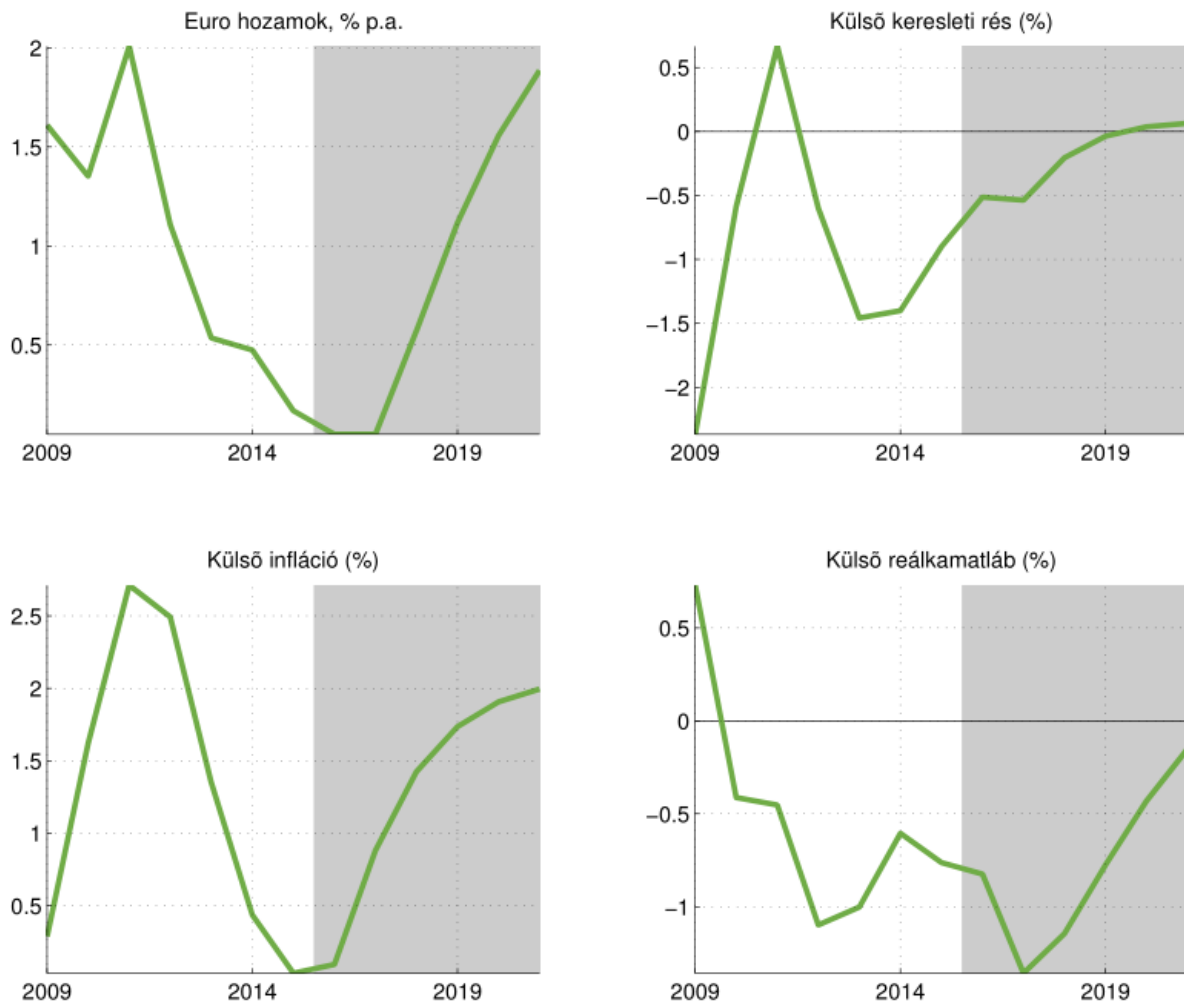 Euro hozamok, % p.a.
2
1.5
1
0.5
2009 2014 2019
Külsõ keresleti rés (%)
0.5
0
−0.5
−1
−1.5
−2
2009 2014 2019
Külsõ infláció (%)
2.5
2
1.5
1
0.5
2009 2014 2019
Külsõ reálkamatláb (%)
0.5
0
−0.5
−1
2009 2014 2019